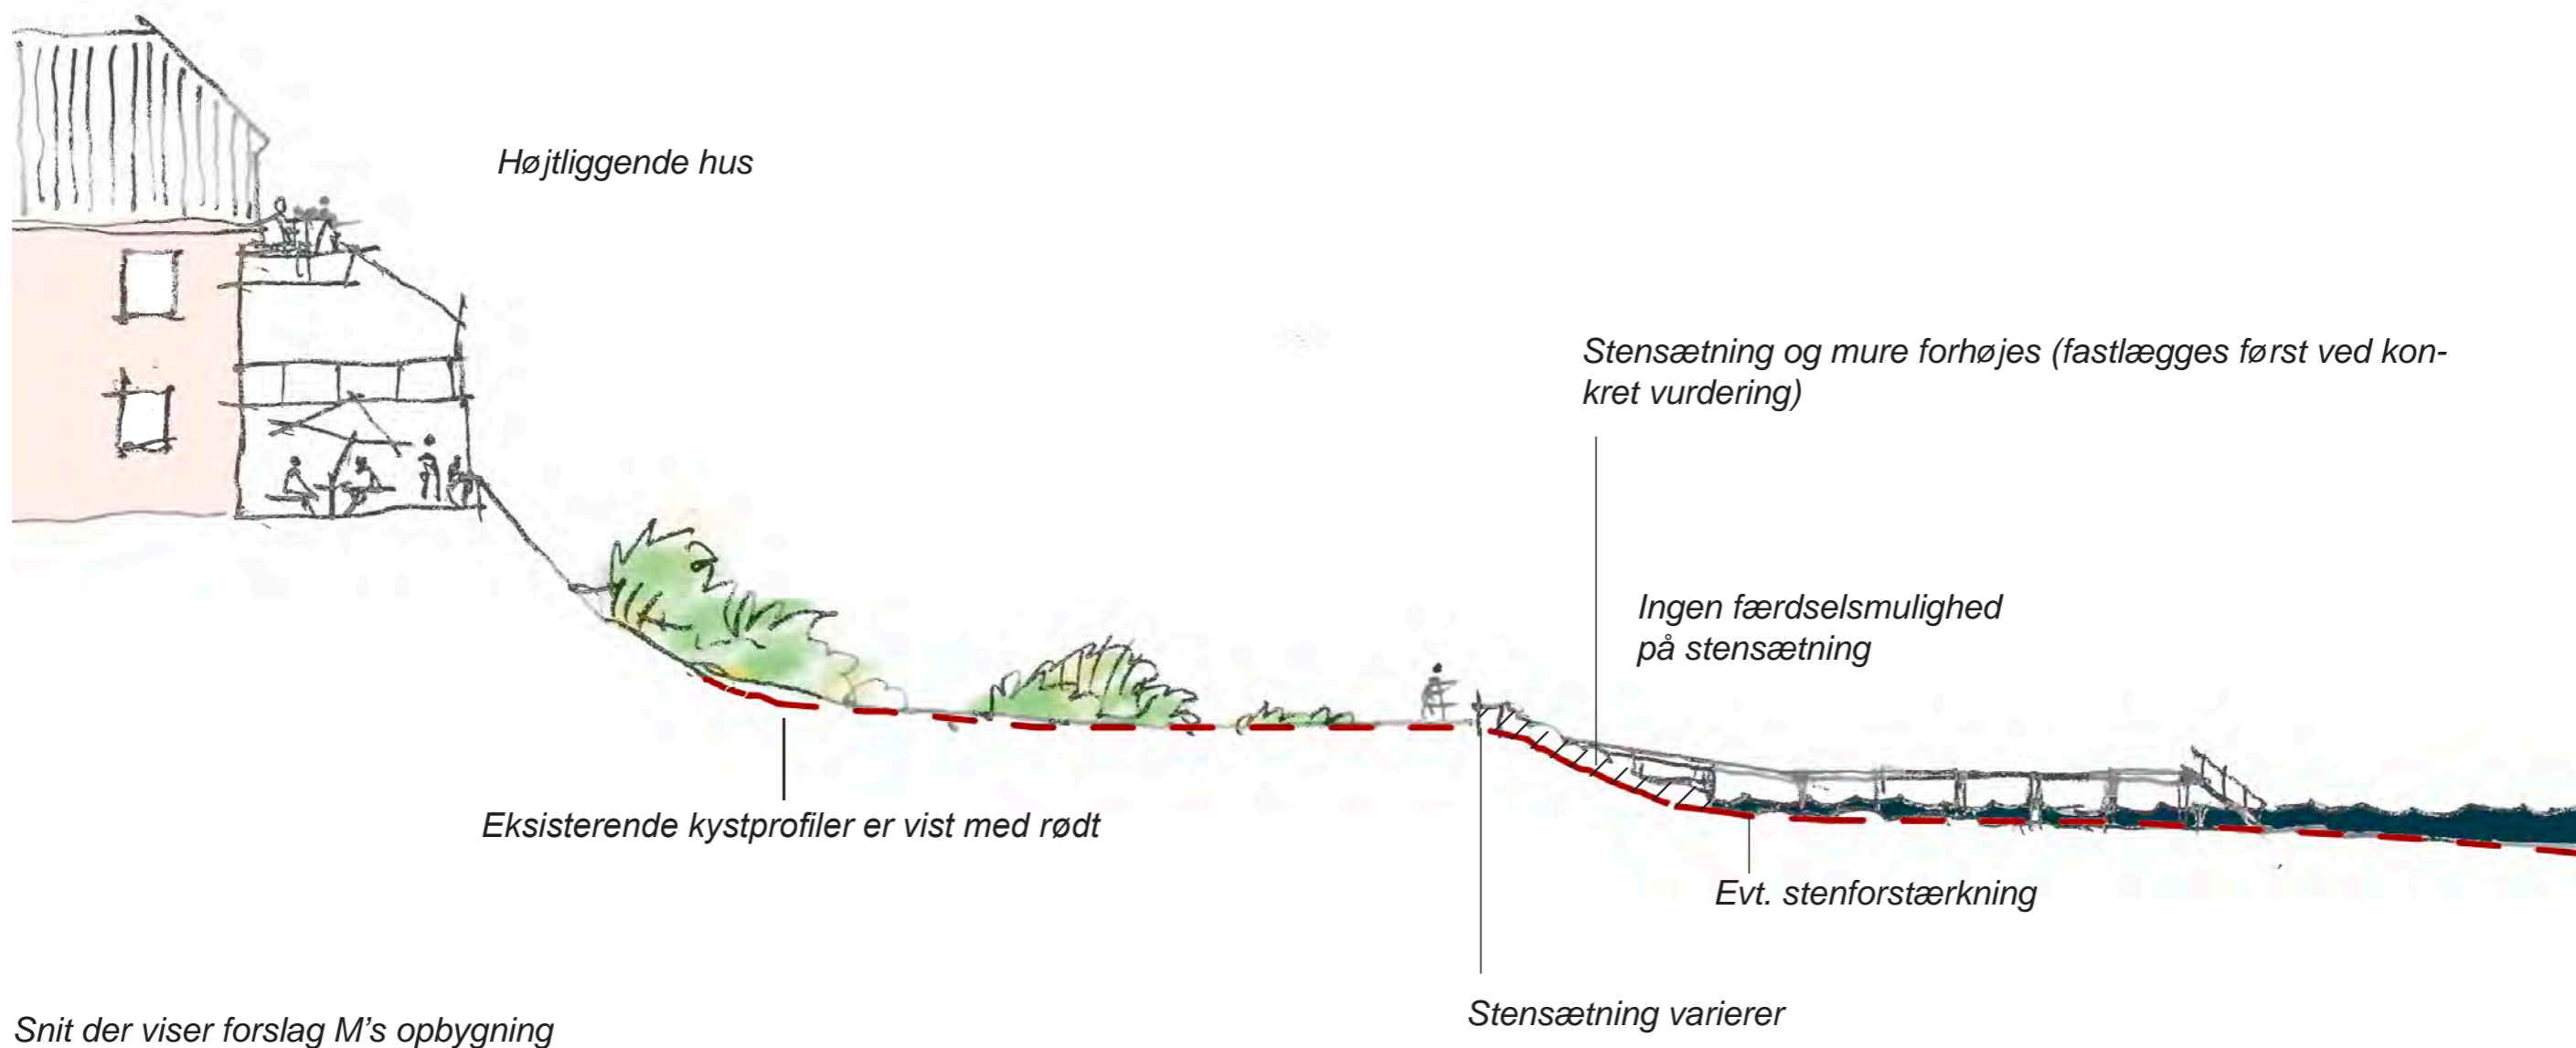 Højtliggende hus
Stensætning og mure forhøjes (fastlægges først ved kon-
kret vurdering)
Ingen færdselsmulighed
på stensætning
Eksisterende kystprofiler er vist med rødt
Evt. stenforstærkning
Stensætning varierer
Snit der viser forslag M’s opbygning